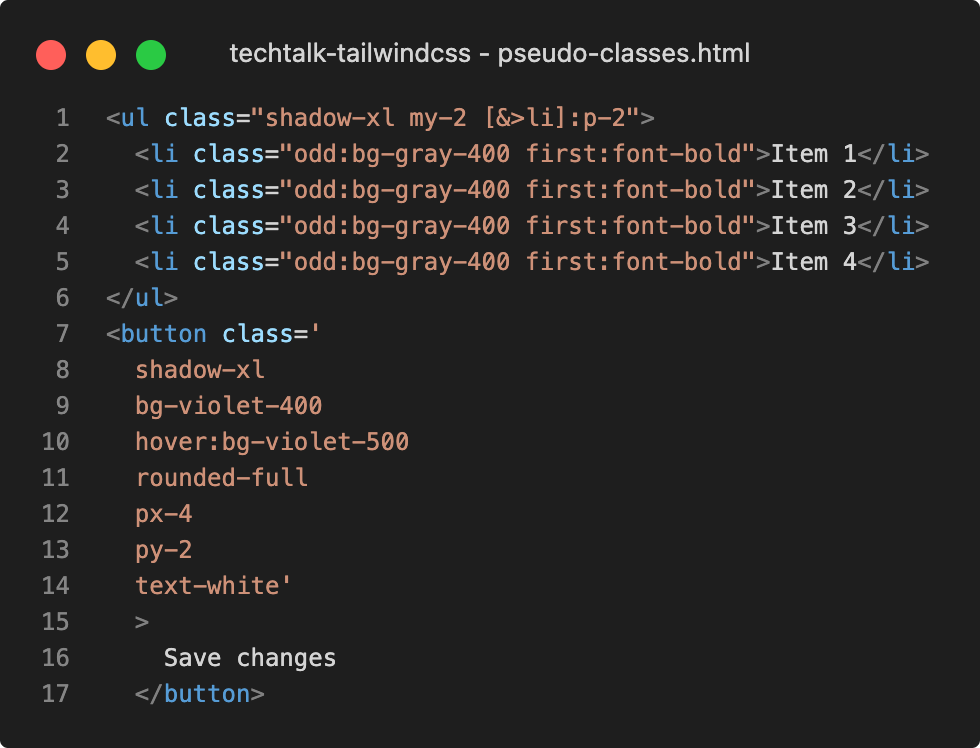 techtalk-tailwindcss - pseudo-classes.html
1 <ul class="shadow-xl my-2 [&>li]:p-2">
2   <li class="odd:bg-gray-400 first:font-bold">Item 1</li>
3   <li class="odd:bg-gray-400 first:font-bold">Item 2</li>
4   <li class="odd:bg-gray-400 first:font-bold">Item 3</li>
5   <li class="odd:bg-gray-400 first:font-bold">Item 4</li>
6 </ul>
7 <button class='
8   shadow-xl
9   bg-violet-400
10   hover:bg-violet-500
11   rounded-full
12   px-4
13   py-2
14   text-white'
15   >
16     Save changes
17   </button>